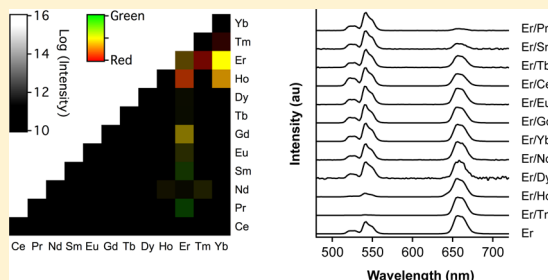 16
14
12
10
Log (Intensity)
Green
Red
Yb
Tm
Er
Ho
Dy
Tb
Gd
Eu
Sm
Nd
Pr
Ce
Ce Pr Nd Sm Eu Gd Tb Dy Ho Er Tm Yb
Intensity (au)
Er/Pr
Er/Sm
Er/Tb
Er/Ce
Er/Eu
Er/Gd
Er/Yb
Er/Nd
Er/Dy
Er/Ho
Er/Tm
Er
500 550 600 650 700
Wavelength (nm)